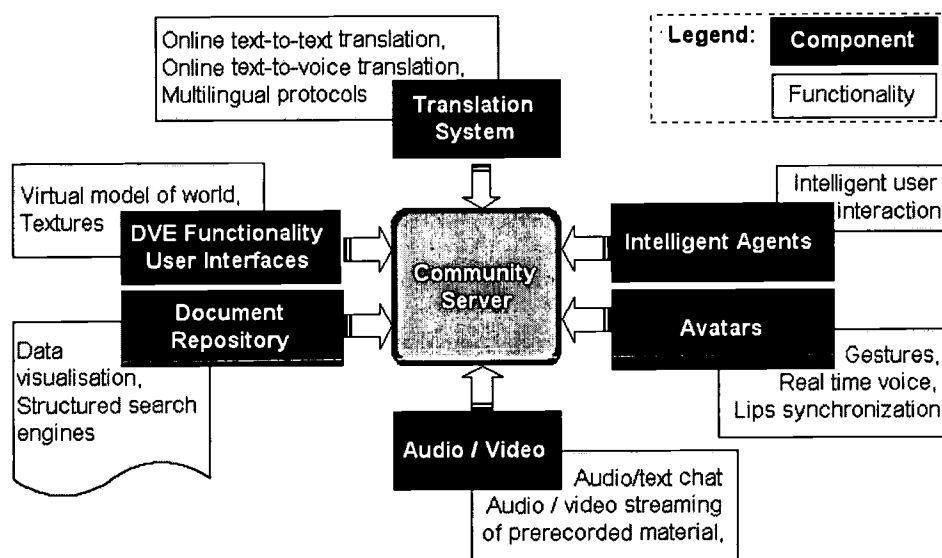 Online text-to-text translation,
Online text-to-voice translation,
Multilingual protocols
Translation
System
Legend:
Component
Functionality
Virtual model of world,
Textures
DVE Functionality
User Interfaces
Intelligent user
interaction
Intelligent Agents
Community
Server
Document
Repository
Data
visualisation,
Structured search
engines
Avatars
Gestures,
Real time voice,
Lips synchronization
Audio / Video
Audio/text chat
Audio / video streaming
of prerecorded material,